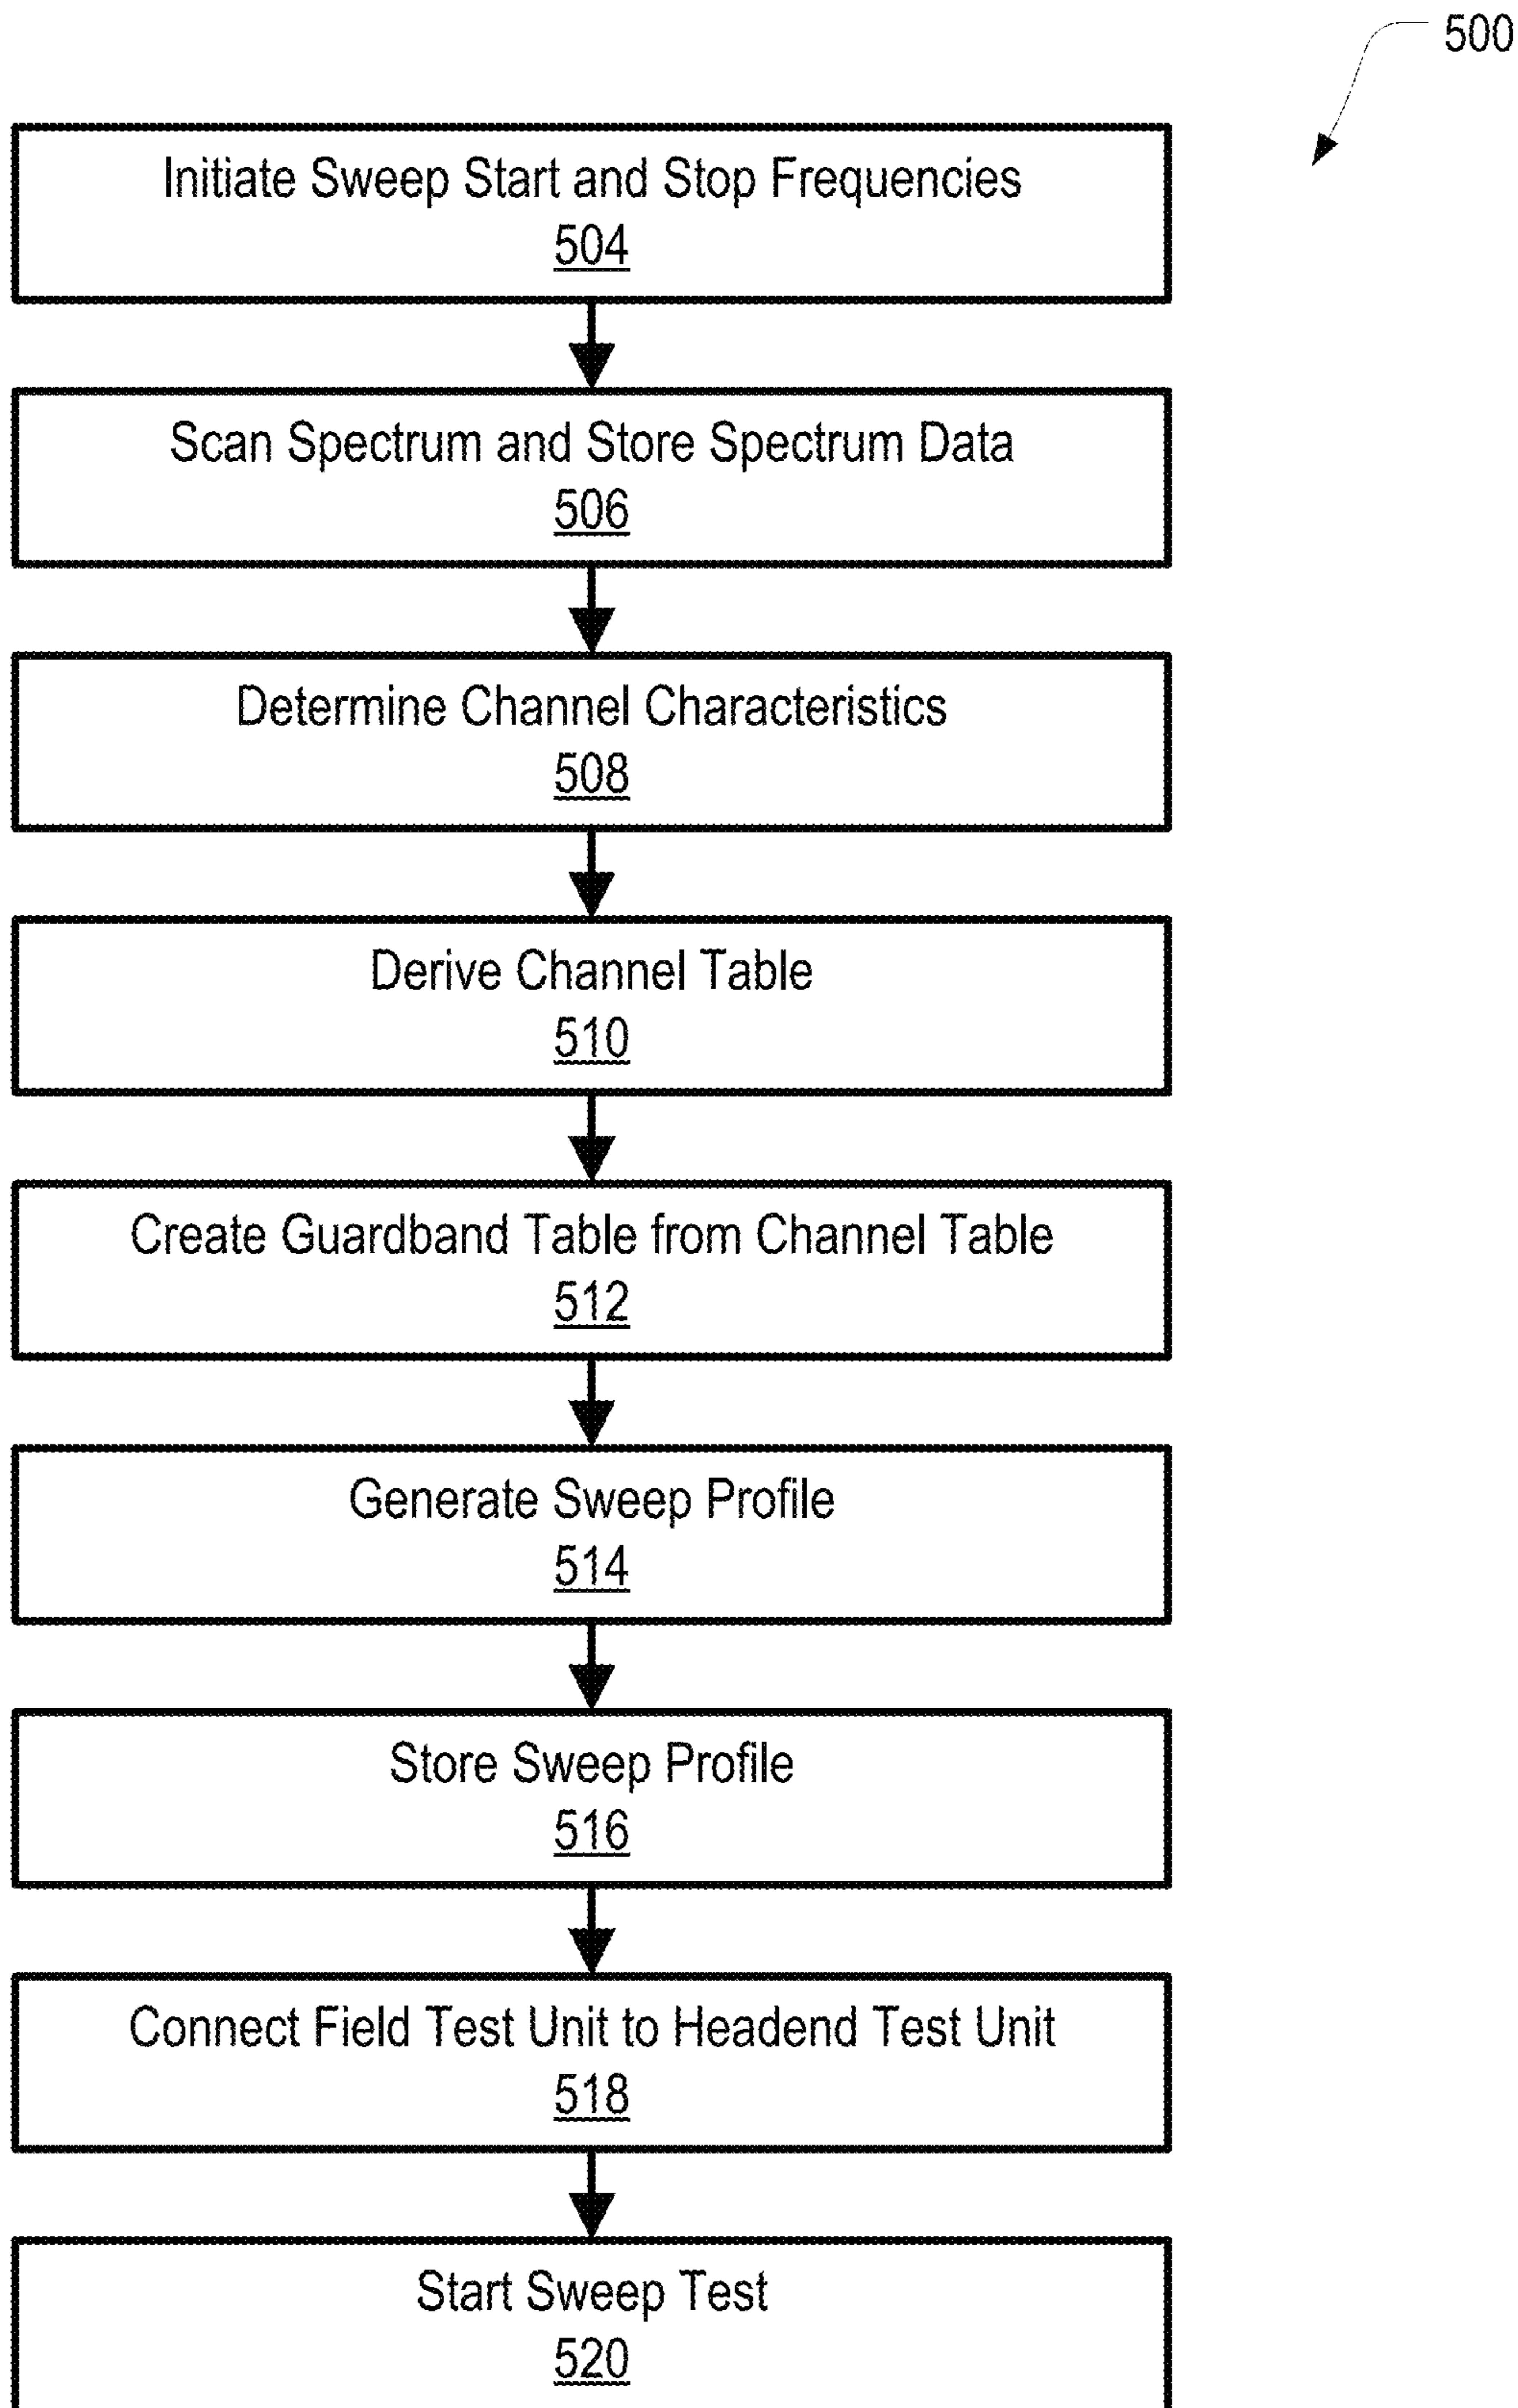 500
Initiate Sweep Start and Stop Frequencies
504
Scan Spectrum and Store Spectrum Data
506
Determine Channel Characteristics
508
Derive Channel Table
510
Create Guardband Table from Channel Table
512
Generate Sweep Profile
514
Store Sweep Profile
516
Connect Field Test Unit to Headend Test Unit
518
Start Sweep Test
520